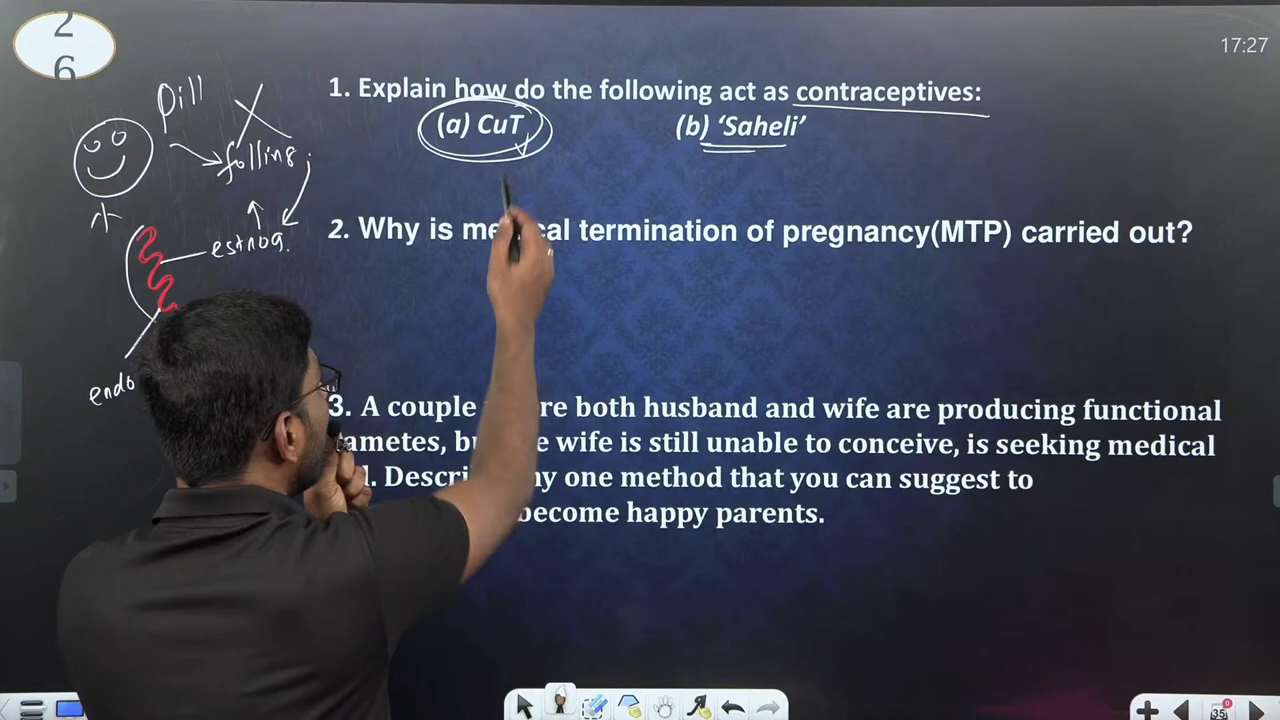 2
6
17:27
Pill
folling
estrog.
endo
1. Explain how do the following act as contraceptives:
(a) CuT (b) ‘Saheli’
2. Why is me al termination of pregnancy(MTP) carried out?
3. A couple re both husband and wife are producing functional
ametes, bu e wife is still unable to conceive, is seeking medical
d. Descri ny one method that you can suggest to
become happy parents.
35